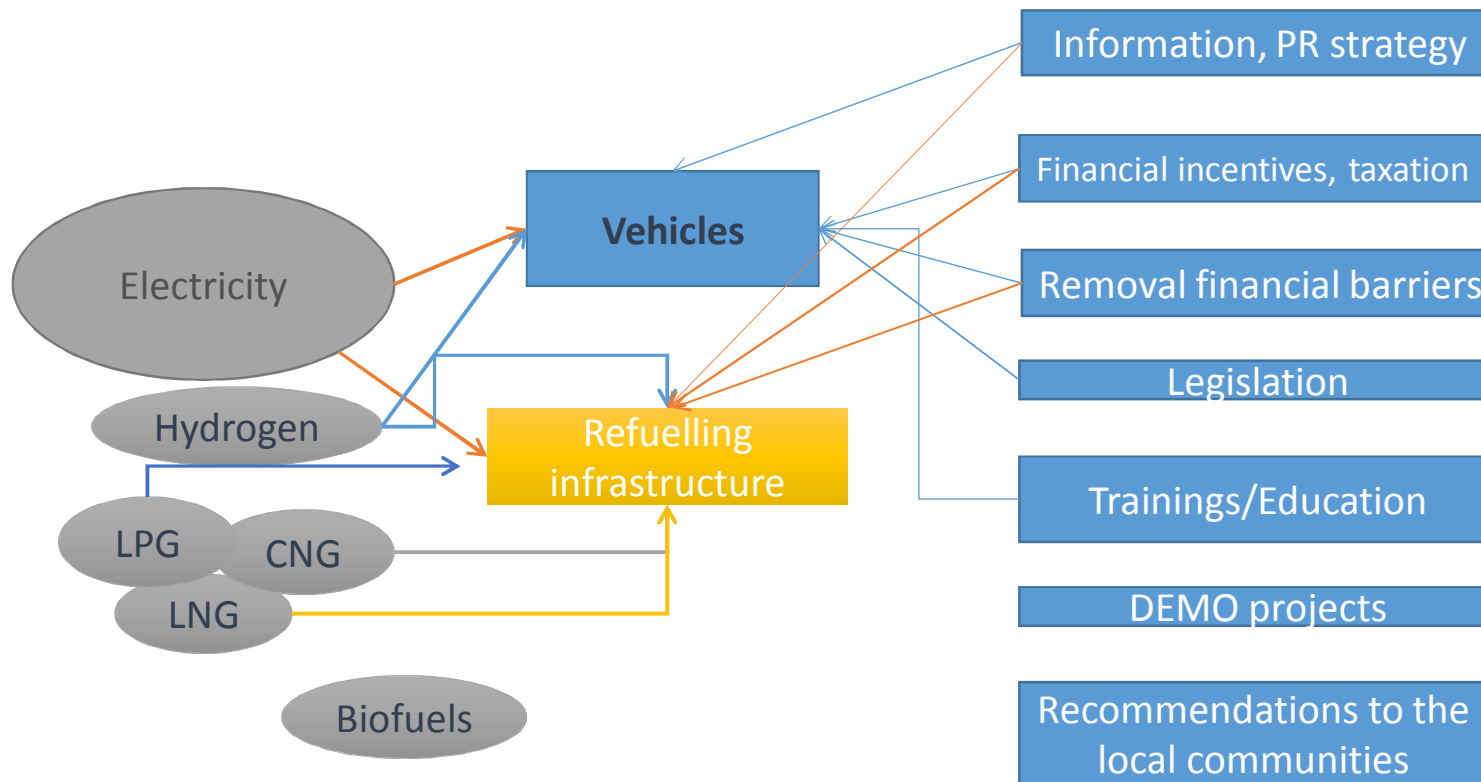 Information, PR strategy
Financial incentives, taxation
Vehicles
Electricity
Removal financial barriers
Legislation
Hydrogen
Refuelling
infrastructure
Trainings/Education
LPG
CNG
LNG
DEMO projects
Biofuels
Recommendations to the
local communities